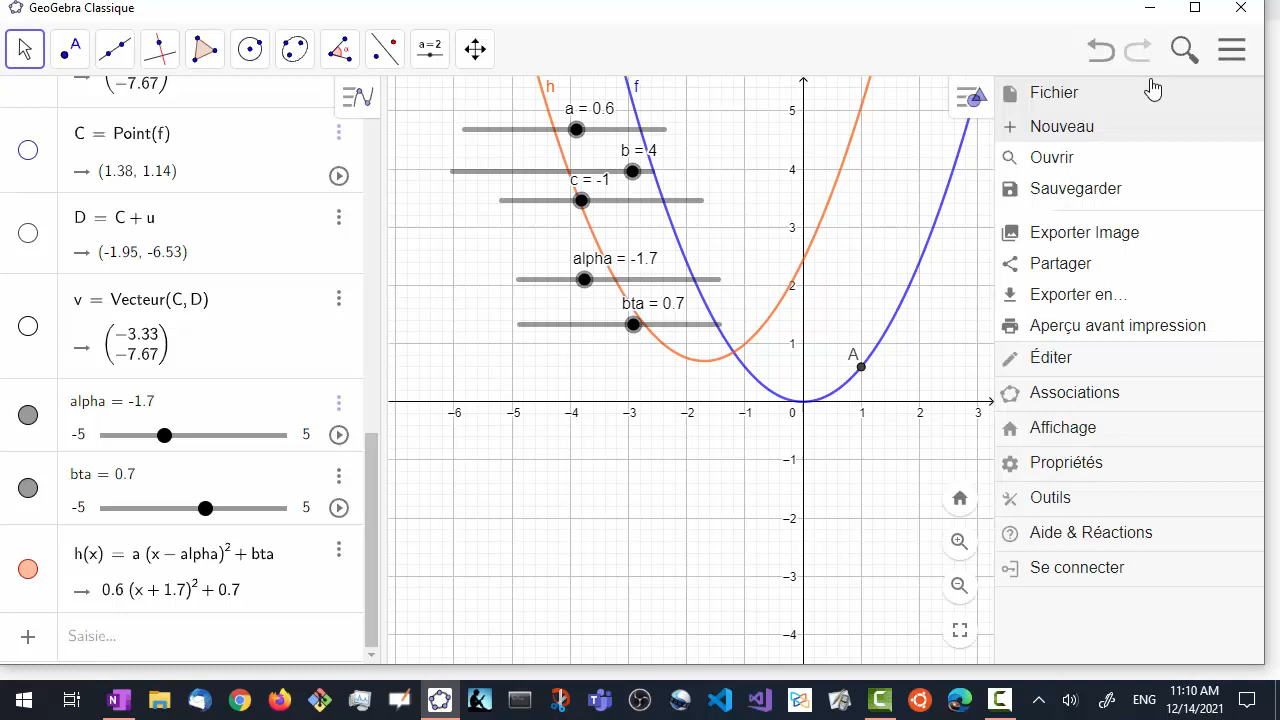 GeoGebra Classique
A
α
a=2
−7.67
C = Point(f)
→ (1.38, 1.14)
D = C + u
→ (-1.95, -6.53)
v = Vecteur(C, D)
→ (−3.33
−7.67)
alpha = -1.7
-5 5
bta = 0.7
-5 5
h(x) = a (x − alpha)² + bta
→ 0.6 (x + 1.7)² + 0.7
+ Saisie…
h
f
a = 0.6
b = 4
c = -1
alpha = -1.7
bta = 0.7
A
5
4
3
2
1
−6 −5 −4 −3 −2 −1 0 1 2 3
−1
−2
−3
−4
Fichier
Nouveau
Ouvrir
Sauvegarder
Exporter Image
Partager
Exporter en…
Aperçu avant impression
Éditer
Associations
Affichage
Propriétés
Outils
Aide & Réactions
Se connecter
ENG
11:10 AM
12/14/2021